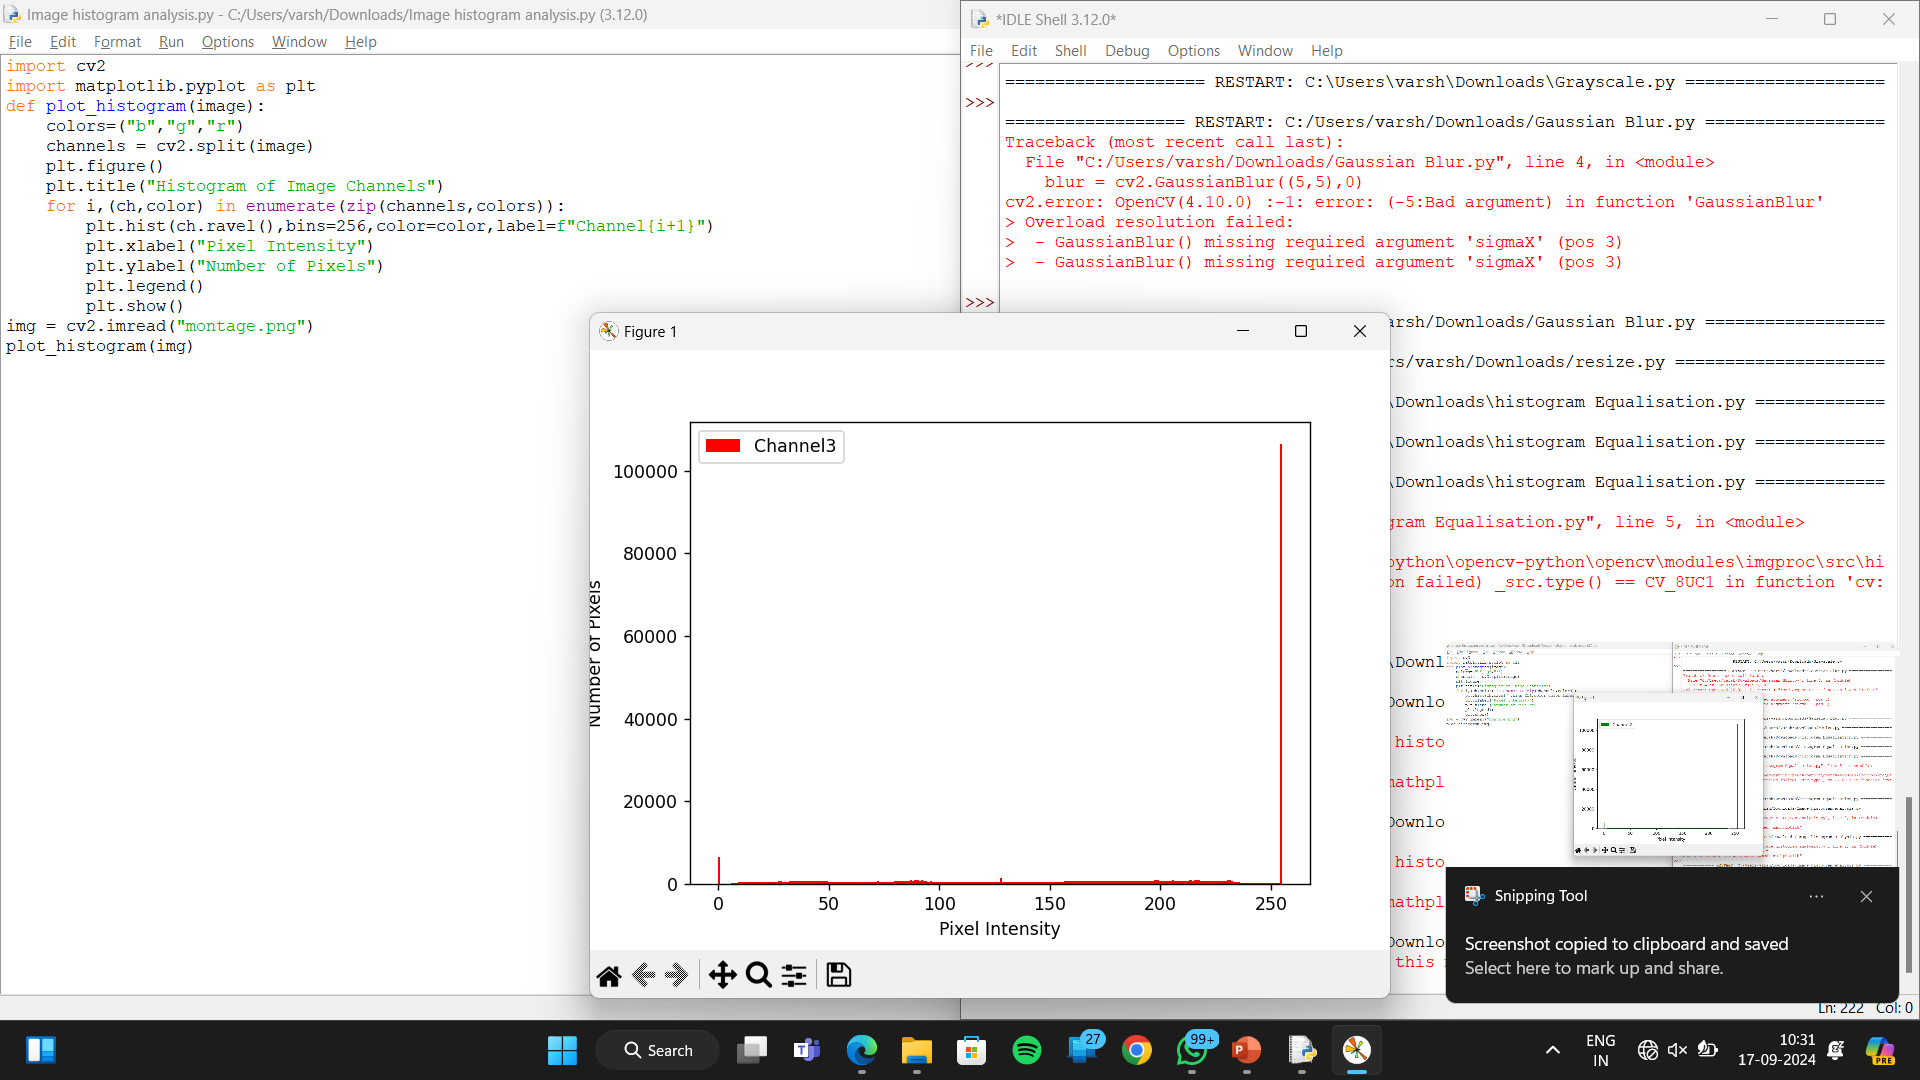 Image histogram analysis.py - C:/Users/varsh/Downloads/Image histogram analysis.py (3.12.0)
File Edit Format Run Options Window Help
import cv2
import matplotlib.pyplot as plt
def plot_histogram(image):
    colors=("b","g","r")
    channels = cv2.split(image)
    plt.figure()
    plt.title("Histogram of Image Channels")
    for i,(ch,color) in enumerate(zip(channels,colors)):
        plt.hist(ch.ravel(),bins=256,color=color,label=f"Channel{i+1}")
        plt.xlabel("Pixel Intensity")
        plt.ylabel("Number of Pixels")
        plt.legend()
        plt.show()
img = cv2.imread("montage.png")
plot_histogram(img)
*IDLE Shell 3.12.0*
File Edit Shell Debug Options Window Help
>>>
==================== RESTART: C:\Users\varsh\Downloads\Grayscale.py ====================
>>>
================== RESTART: C:/Users/varsh/Downloads/Gaussian Blur.py ==================
Traceback (most recent call last):
  File "C:/Users/varsh/Downloads/Gaussian Blur.py", line 4, in <module>
    blur = cv2.GaussianBlur((5,5),0)
cv2.error: OpenCV(4.10.0) :-1: error: (-5:Bad argument) in function 'GaussianBlur'
> Overload resolution failed:
>  - GaussianBlur() missing required argument 'sigmaX' (pos 3)
>  - GaussianBlur() missing required argument 'sigmaX' (pos 3)
>>>
arsh/Downloads/Gaussian Blur.py ==================
rs/varsh/Downloads/resize.py =====================
\Downloads\histogram Equalisation.py =============
\Downloads\histogram Equalisation.py =============
\Downloads\histogram Equalisation.py =============
gram Equalisation.py", line 5, in <module>
python\opencv-python\opencv\modules\imgproc\src\hi
on failed) _src.type() == CV_8UC1 in function 'cv:
\Downl
Downlo
histo
mathpl
Downlo
histo
mathpl
Downlo
this
Ln: 222 Col: 0
Figure 1
Channel3
100000
80000
60000
40000
20000
0
Number of Pixels
0 50 100 150 200 250
Pixel Intensity
Snipping Tool
Screenshot copied to clipboard and saved
Select here to mark up and share.
Search
27
99+
ENG
IN
10:31
17-09-2024
PRE